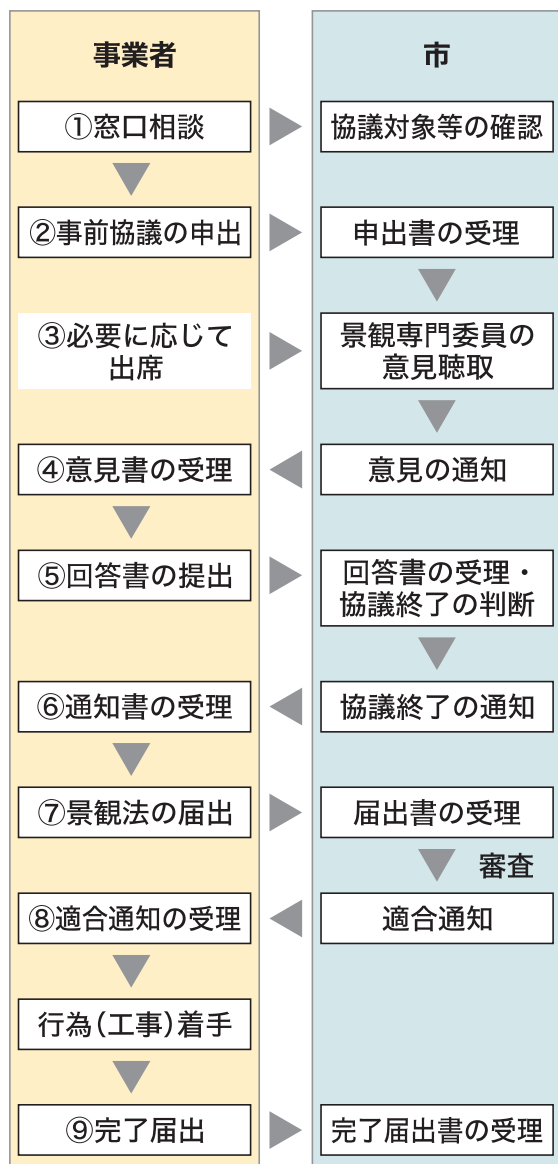 事業者
市
①窓口相談
協議対象等の確認
②事前協議の申出
申出書の受理
③必要に応じて
出席
景観専門委員の
意見聴取
④意見書の受理
意見の通知
⑤回答書の提出
回答書の受理・
協議終了の判断
⑥通知書の受理
協議終了の通知
⑦景観法の届出
届出書の受理
審査
⑧適合通知の受理
適合通知
行為(工事)着手
⑨完了届出
完了届出書の受理